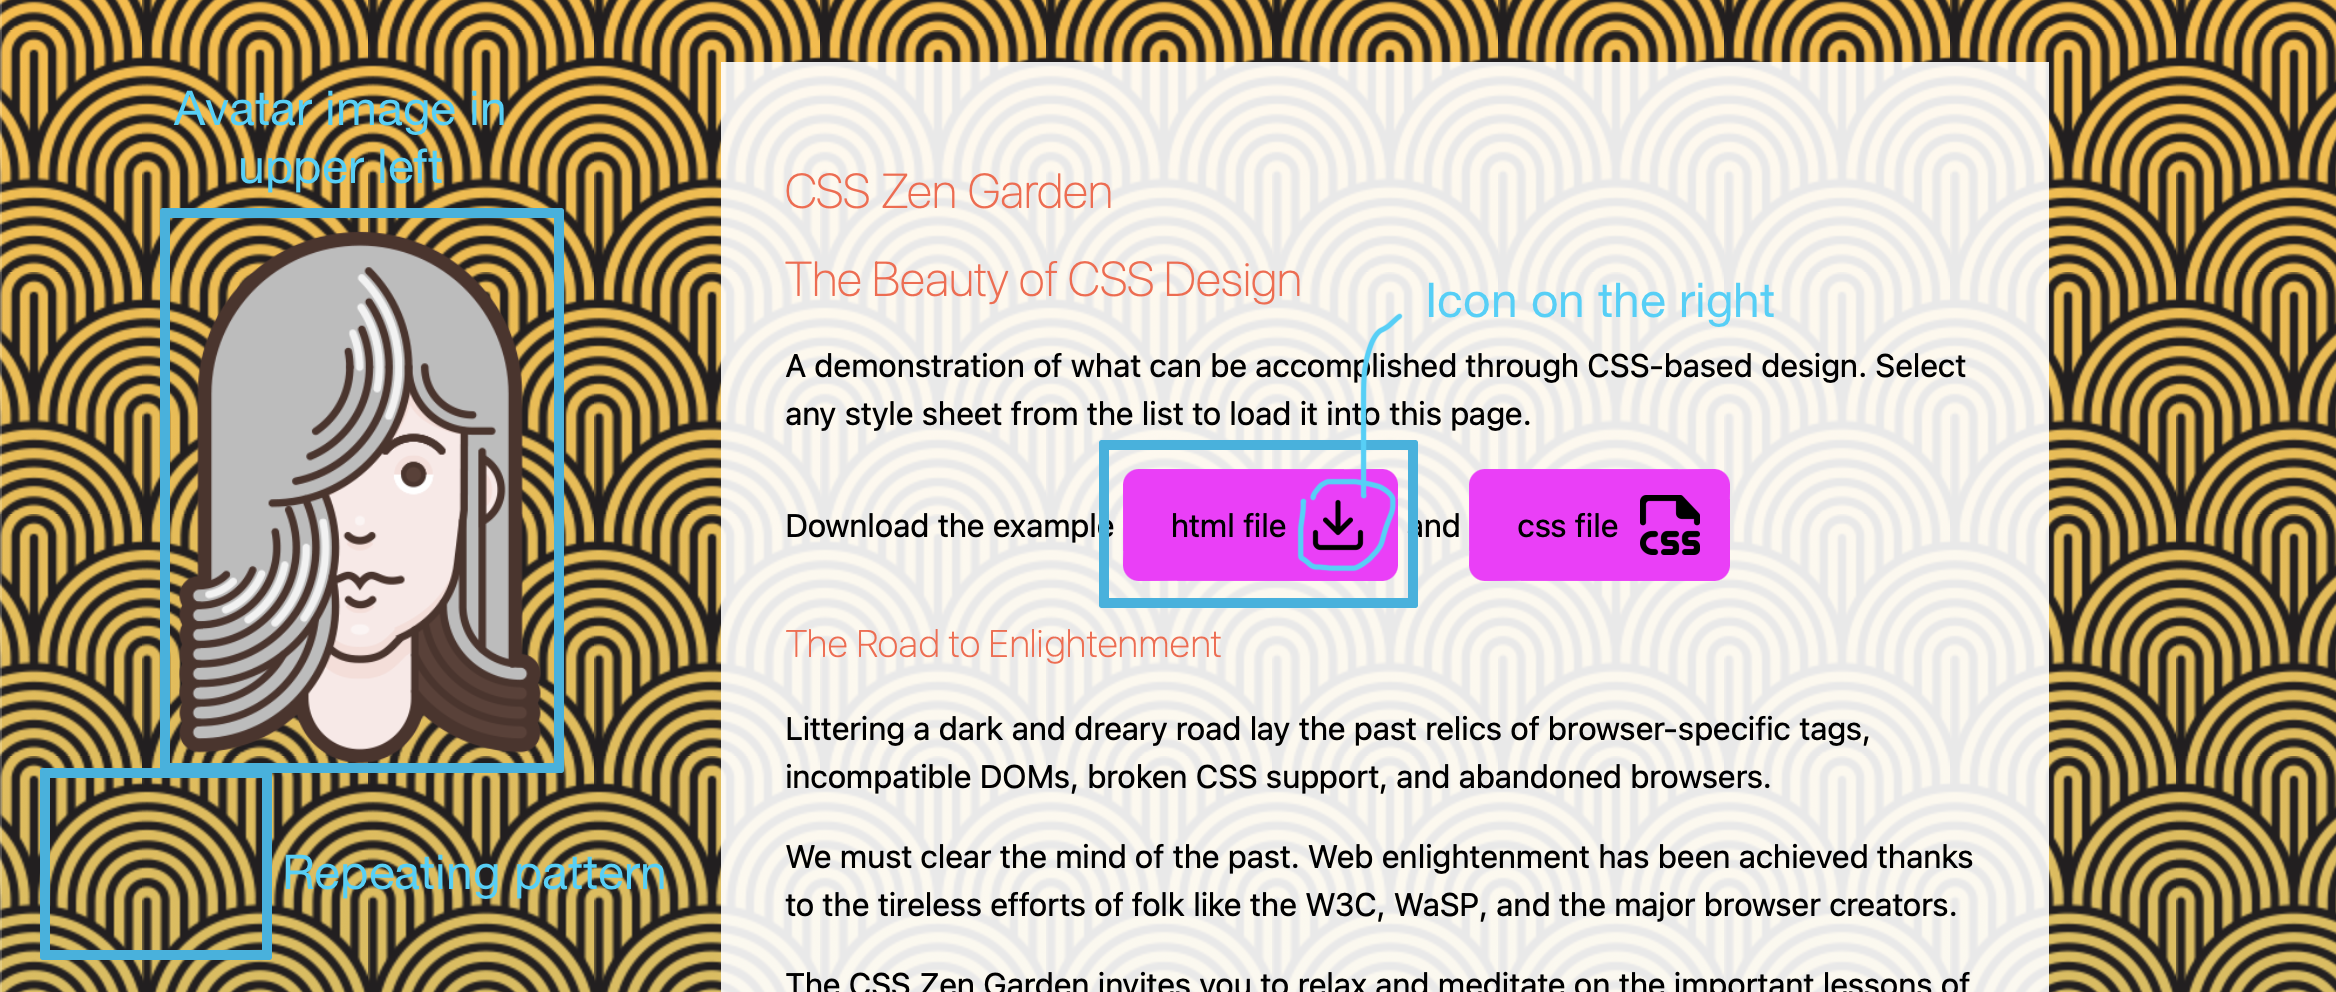 Avatar image in
upper left
CSS Zen Garden
The Beauty of CSS Design
Icon on the right
A demonstration of what can be accomplished through CSS-based design. Select
any style sheet from the list to load it into this page.
Download the example html file and css file
CSS
The Road to Enlightenment
Littering a dark and dreary road lay the past relics of browser-specific tags,
incompatible DOMs, broken CSS support, and abandoned browsers.
Repeating pattern
We must clear the mind of the past. Web enlightenment has been achieved thanks
to the tireless efforts of folk like the W3C, WaSP, and the major browser creators.
The CSS Zen Garden invites you to relax and meditate on the important lessons of